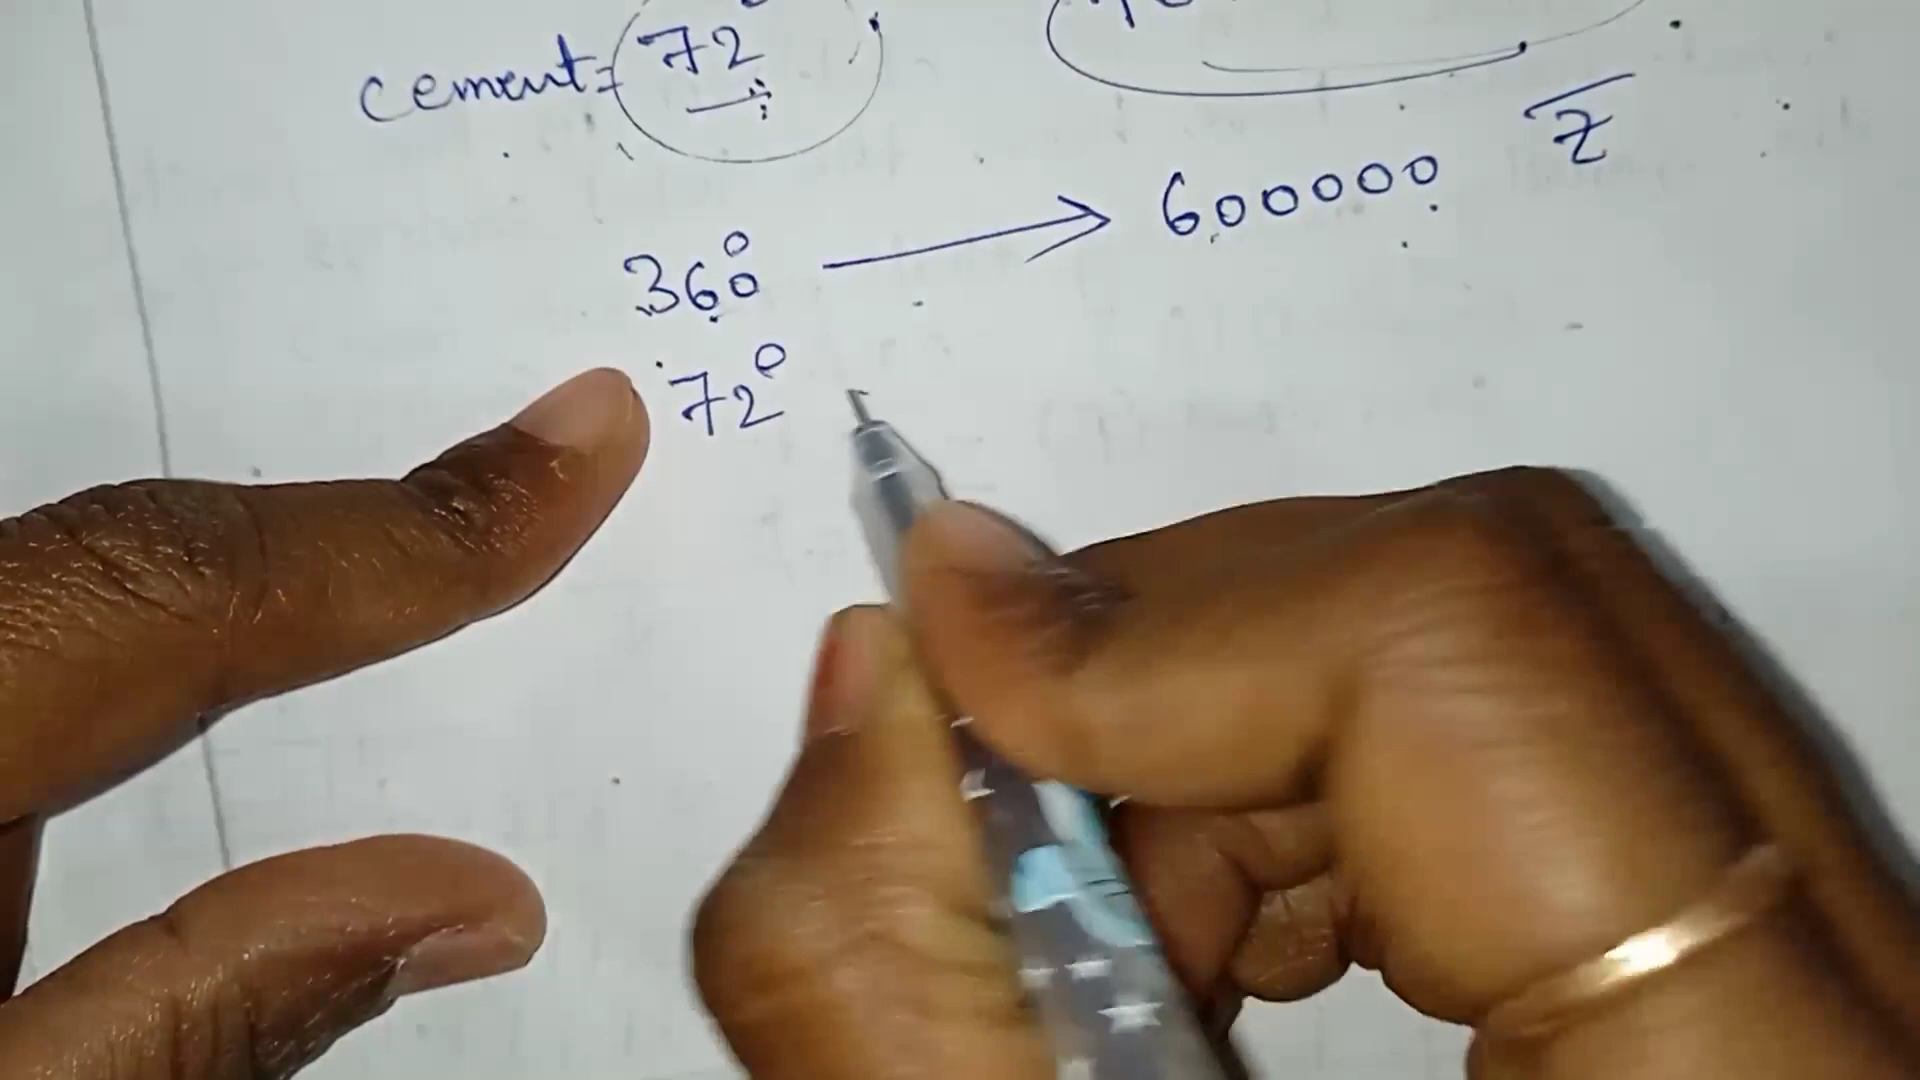 cement = 72°
360° → 600000
72°